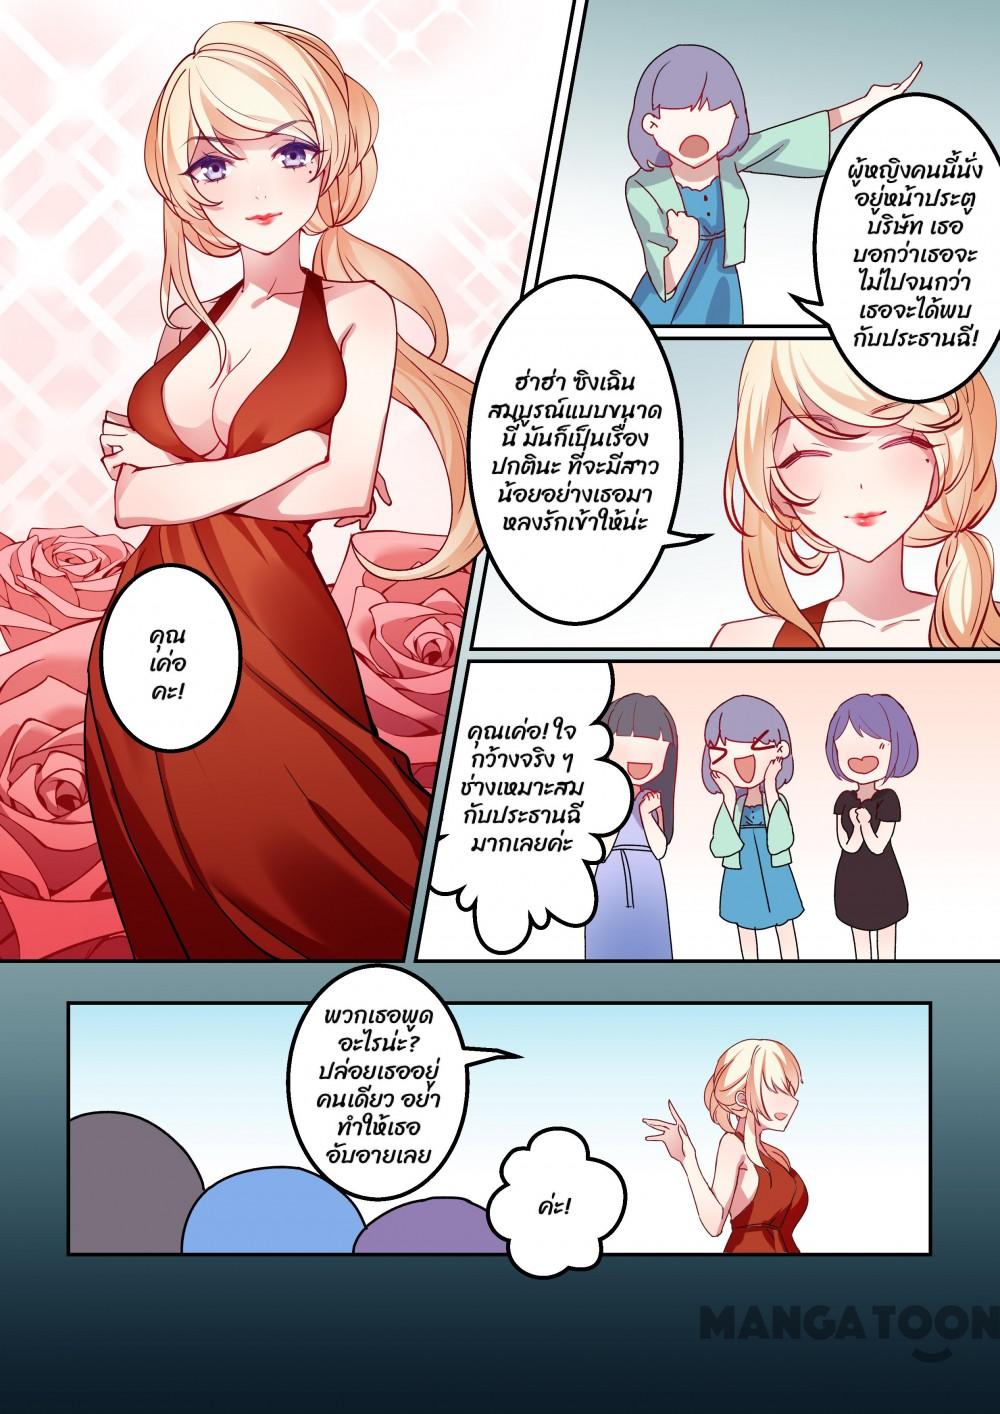 คุณ
เค่อ
คะ!
ผู้หญิงคนนี้นั่ง
อยู่หน้าประตู
บริษัท เธอ
บอกว่าเธอจะ
ไม่ไปจนกว่า
เธอจะได้พบ
กับประธานฉี!
ฮ่าฮ่า ซิงเฉิน
สมบูรณ์แบบขนาด
นี้ มันก็เป็นเรื่อง
ปกตินะ ที่จะมีสาว
น้อยอย่างเธอมา
หลงรักเข้าให้น่ะ
คุณเค่อ! ใจ
กว้างจริง ๆ
ช่างเหมาะสม
กับประธานฉี
มากเลยค่ะ
พวกเธอพูด
อะไรน่ะ?
ปล่อยเธออยู่
คนเดียว อย่า
ทำให้เธอ
อับอายเลย
ค่ะ!
MANGATOON